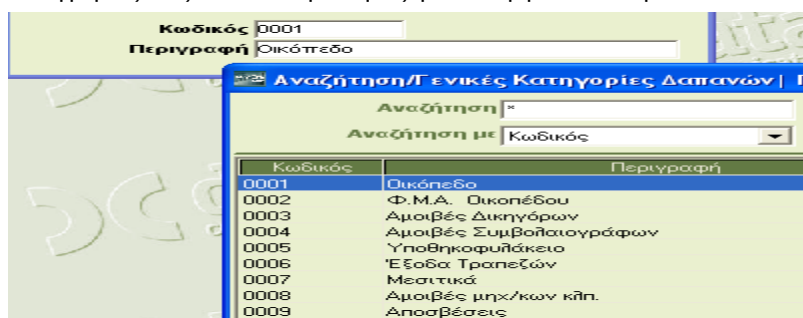 Κωδικός 0001
Περιγραφή Οικόπεδο
Αναζήτηση/Γενικές Κατηγορίες Δαπανών |
Αναζήτηση *
Αναζήτηση με Κωδικός
Κωδικός Περιγραφή
0001 Οικόπεδο
0002 Φ.Μ.Α. Οικοπέδου
0003 Αμοιβές Δικηγόρων
0004 Αμοιβές Συμβολαιογράφων
0005 Υποθηκοφυλάκειο
0006 Έξοδα Τραπεζών
0007 Μεσιτικά
0008 Αμοιβές μηχ/κων κλπ.
0009 Αποσβέσεις